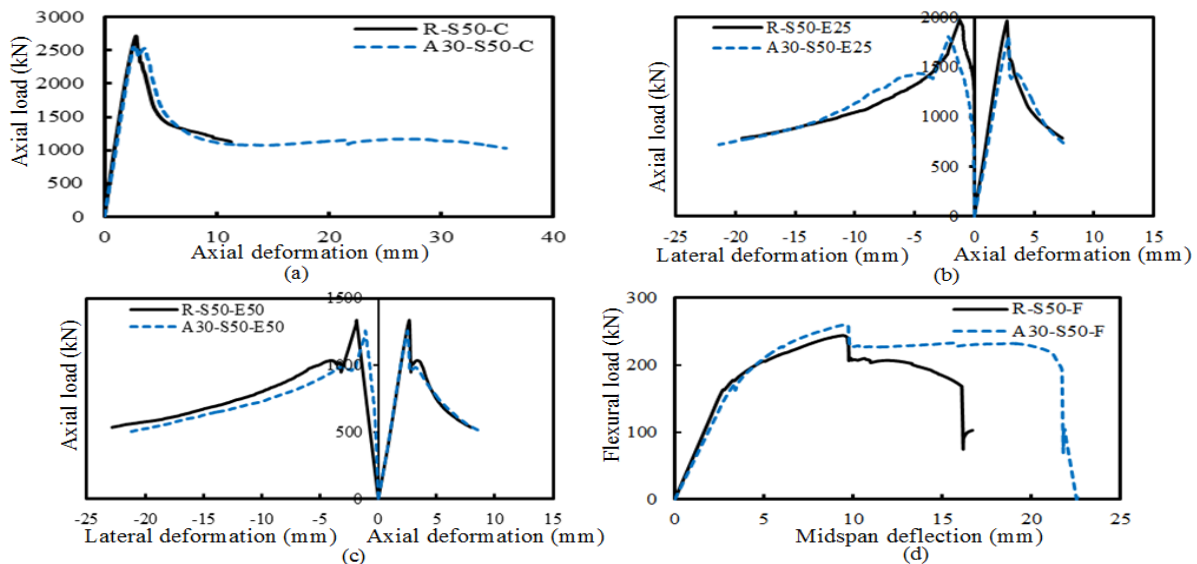 3000
2500
2000
1500
1000
500
0
Axial load (kN)
R-S50-C
A30-S50-C
0 10 20 30 40
Axial deformation (mm)
(a)
2000
1500
1000
500
0
Axial load (kN)
R-S50-E25
A30-S50-E25
-25 -20 -15 -10 -5 0 5 10 15
Lateral deformation (mm) Axial deformation (mm)
(b)
1500
1000
500
0
Axial load (kN)
R-S50-E50
A30-S50-E50
-25 -20 -15 -10 -5 0 5 10 15
Lateral deformation (mm) Axial deformation (mm)
(c)
300
200
100
0
Flexural load (kN)
R-S50-F
A30-S50-F
0 5 10 15 20 25
Midspan deflection (mm)
(d)